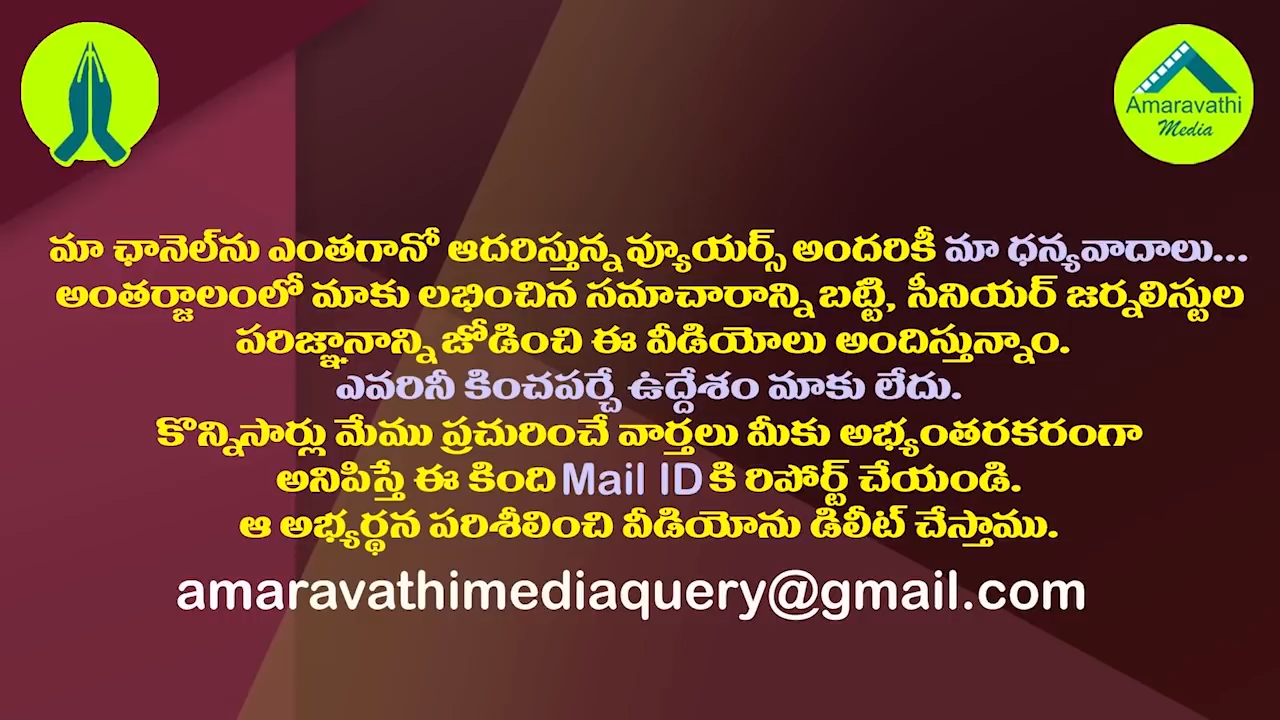 Amaravathi
Media
మా ఛానెల్‌ను ఎంతగానో ఆదరిస్తున్న వ్యూయర్స్ అందరికీ మా ధన్యవాదాలు...
అంతర్జాలంలో మాకు లభించిన సమాచారాన్ని బట్టి, సీనియర్ జర్నలిస్టుల
పరిజ్ఞానాన్ని జోడించి ఈ వీడియోలు అందిస్తున్నాం.
ఎవరినీ కించపర్చే ఉద్దేశం మాకు లేదు.
కొన్నిసార్లు మేము ప్రచురించే వార్తలు మీకు అభ్యంతరకరంగా
అనిపిస్తే ఈ కింది Mail ID కి రిపోర్ట్ చేయండి.
ఆ అభ్యర్థన పరిశీలించి వీడియోను డిలీట్ చేస్తాము.
amaravathimediaquery@gmail.com